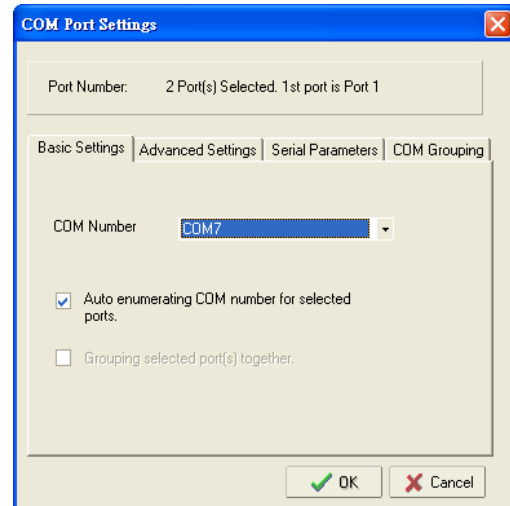 COM Port Settings
Port Number: 2 Port(s) Selected. 1st port is Port 1
Basic Settings Advanced Settings Serial Parameters COM Grouping
COM Number COM7
Auto enumerating COM number for selected
ports.
Grouping selected port(s) together.
OK Cancel